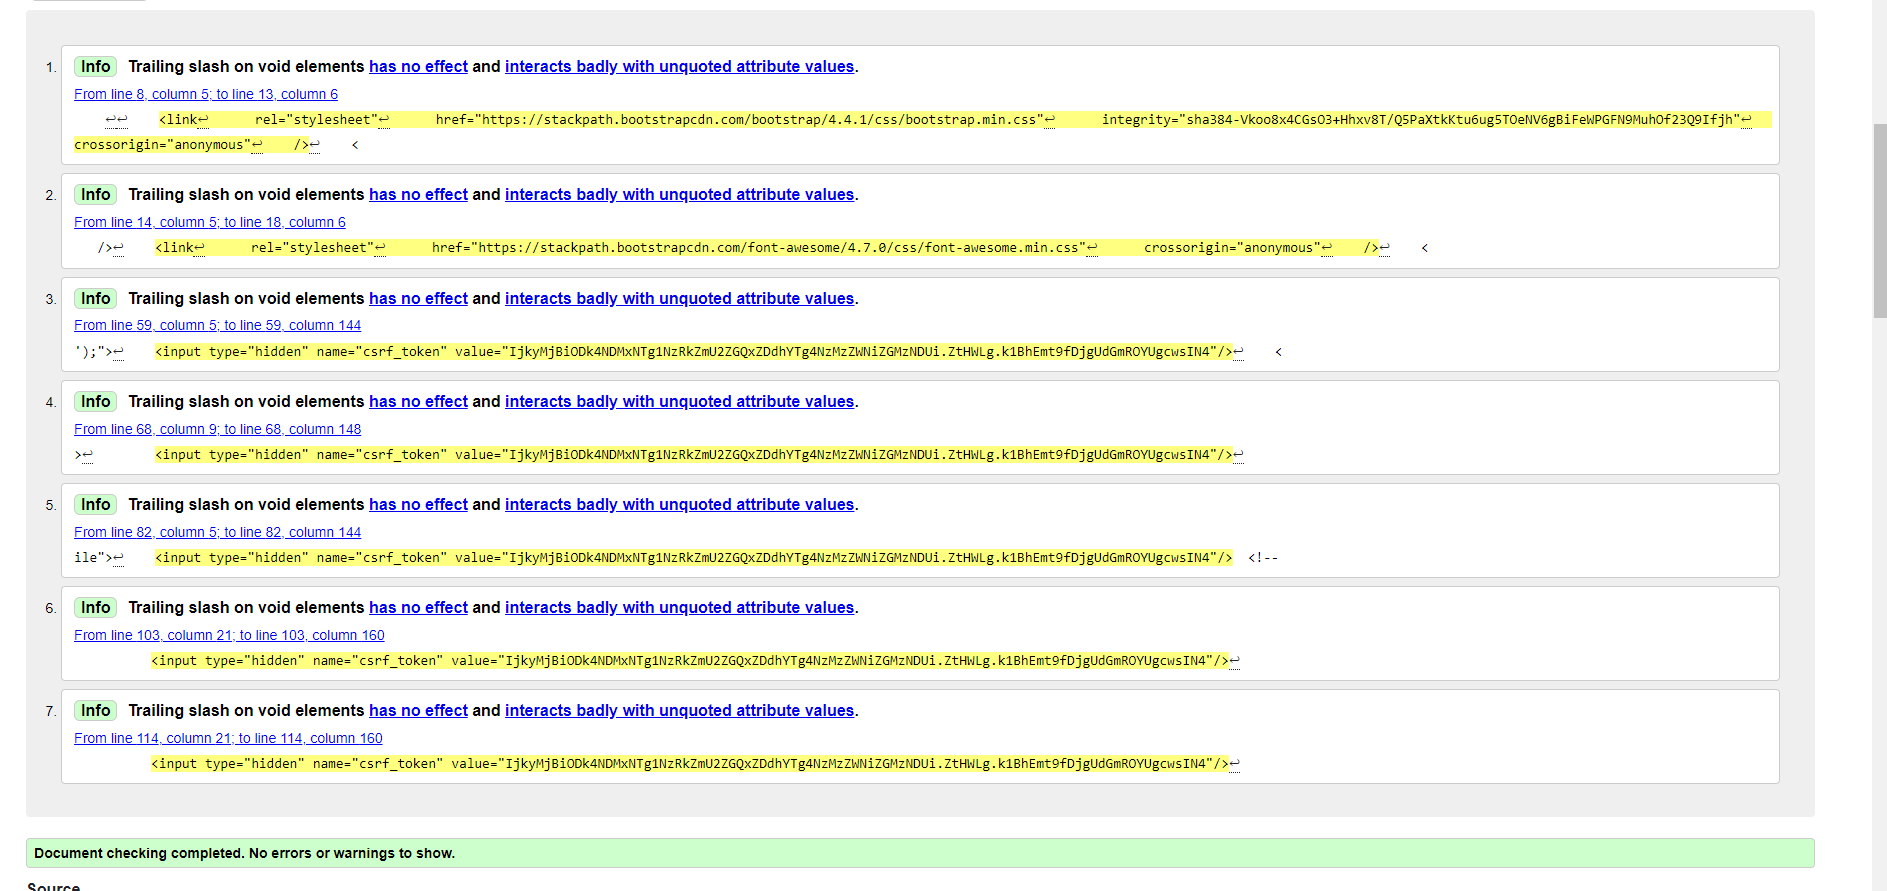 1. Info Trailing slash on void elements has no effect and interacts badly with unquoted attribute values.
From line 8, column 5; to line 13, column 6
↩↩ <link↩ rel="stylesheet"↩ href="https://stackpath.bootstrapcdn.com/bootstrap/4.4.1/css/bootstrap.min.css"↩ integrity="sha384-Vkoo8x4CGsO3+Hhxv8T/Q5PaXtkKtu6ug5TOeNV6gBiFeWPGFN9MuhOf23Q9Ifjh"↩
crossorigin="anonymous"↩ />↩ <
2. Info Trailing slash on void elements has no effect and interacts badly with unquoted attribute values.
From line 14, column 5; to line 18, column 6
/>↩ <link↩ rel="stylesheet"↩ href="https://stackpath.bootstrapcdn.com/font-awesome/4.7.0/css/font-awesome.min.css"↩ crossorigin="anonymous"↩ />↩ <
3. Info Trailing slash on void elements has no effect and interacts badly with unquoted attribute values.
From line 59, column 5; to line 59, column 144
');">↩ <input type="hidden" name="csrf_token" value="IjkyMjBiODk4NDMxNTg1NzRkZmU2ZGQxZDdhYTg4NzMzZWNiZGMzNDUi.ZtHWLg.k1BhEmt9fDjgUdGmROYUgcwsIN4"/>↩ <
4. Info Trailing slash on void elements has no effect and interacts badly with unquoted attribute values.
From line 68, column 9; to line 68, column 148
>↩ <input type="hidden" name="csrf_token" value="IjkyMjBiODk4NDMxNTg1NzRkZmU2ZGQxZDdhYTg4NzMzZWNiZGMzNDUi.ZtHWLg.k1BhEmt9fDjgUdGmROYUgcwsIN4"/>↩
5. Info Trailing slash on void elements has no effect and interacts badly with unquoted attribute values.
From line 82, column 5; to line 82, column 144
ile">↩ <input type="hidden" name="csrf_token" value="IjkyMjBiODk4NDMxNTg1NzRkZmU2ZGQxZDdhYTg4NzMzZWNiZGMzNDUi.ZtHWLg.k1BhEmt9fDjgUdGmROYUgcwsIN4"/> <!--
6. Info Trailing slash on void elements has no effect and interacts badly with unquoted attribute values.
From line 103, column 21; to line 103, column 160
<input type="hidden" name="csrf_token" value="IjkyMjBiODk4NDMxNTg1NzRkZmU2ZGQxZDdhYTg4NzMzZWNiZGMzNDUi.ZtHWLg.k1BhEmt9fDjgUdGmROYUgcwsIN4"/>↩
7. Info Trailing slash on void elements has no effect and interacts badly with unquoted attribute values.
From line 114, column 21; to line 114, column 160
<input type="hidden" name="csrf_token" value="IjkyMjBiODk4NDMxNTg1NzRkZmU2ZGQxZDdhYTg4NzMzZWNiZGMzNDUi.ZtHWLg.k1BhEmt9fDjgUdGmROYUgcwsIN4"/>↩
Document checking completed. No errors or warnings to show.
Source